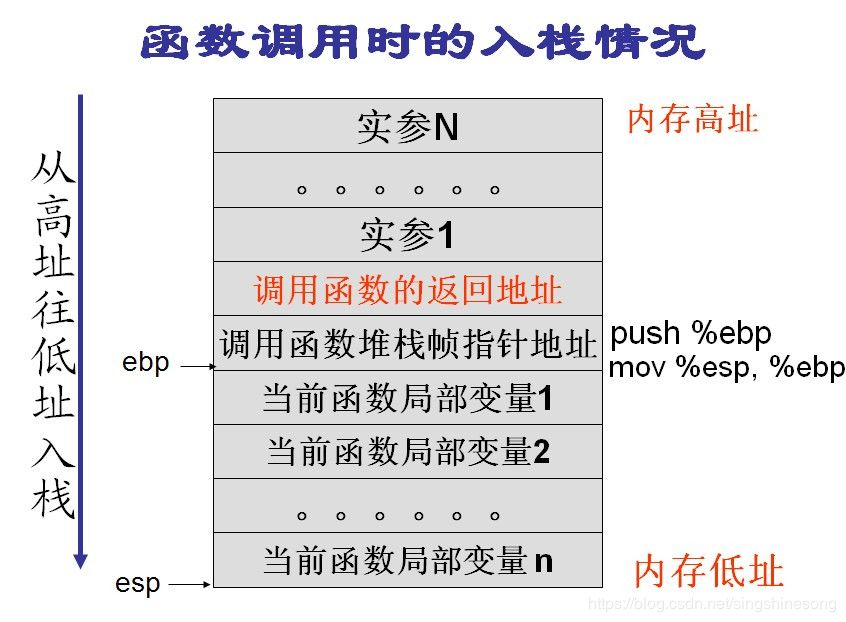 函数调用时的入栈情况
从高址往低址入栈
实参N
内存高址
。。。。。。
实参1
调用函数的返回地址
调用函数堆栈帧指针地址
push %ebp
mov %esp, %ebp
ebp
当前函数局部变量1
当前函数局部变量2
。。。。。。
当前函数局部变量n
esp
内存低址
https://blog.csdn.net/singshinesong